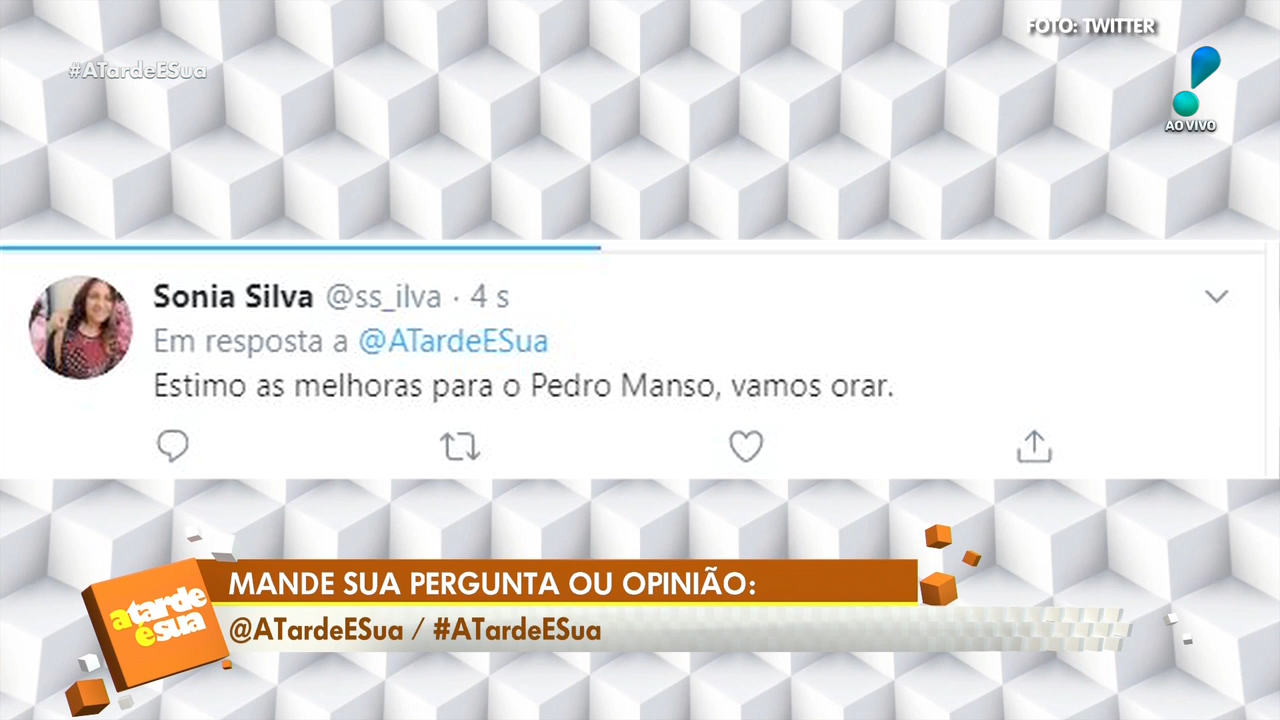 FOTO: TWITTER
#ATardeESua
AO VIVO
Sonia Silva @ss_ilva · 4 s
Em resposta a @ATardeESua
Estimo as melhoras para o Pedro Manso, vamos orar.
MANDE SUA PERGUNTA OU OPINIÃO:
a tarde
é sua
@ATardeESua / #ATardeESua